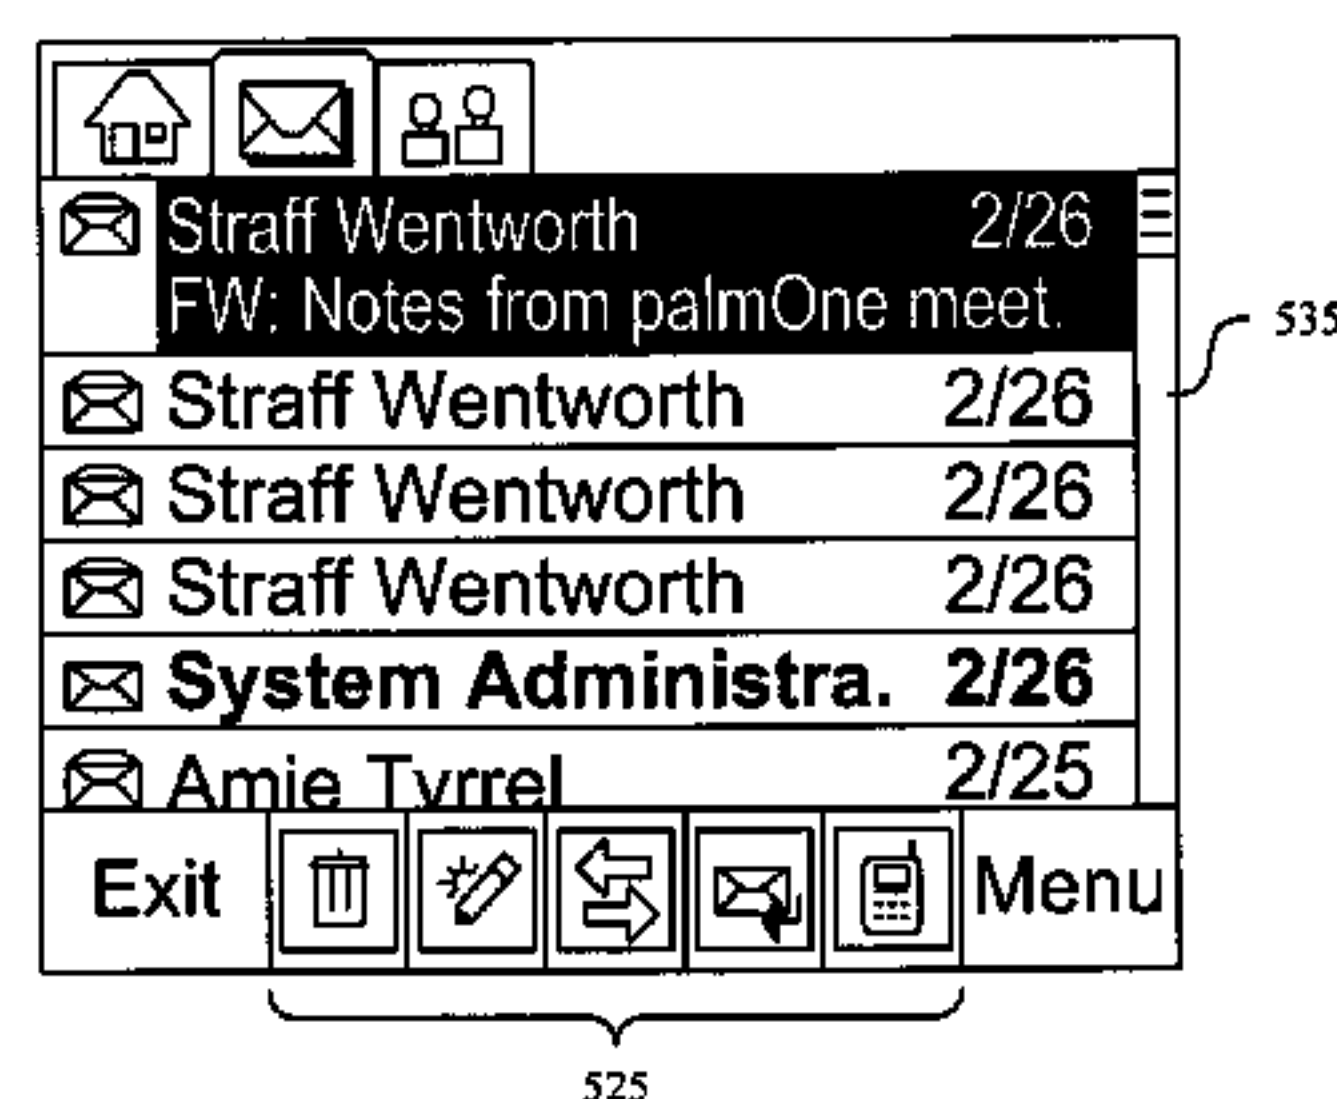 Straff Wentworth 2/26
FW: Notes from palmOne meet.
535
Straff Wentworth 2/26
Straff Wentworth 2/26
Straff Wentworth 2/26
System Administra. 2/26
Amie Tyrrel 2/25
Exit Menu
525